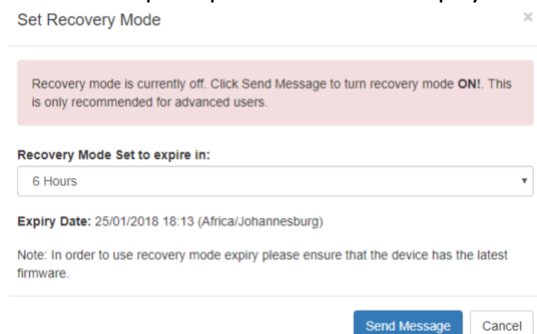 Set Recovery Mode
×
Recovery mode is currently off. Click Send Message to turn recovery mode ON!. This
is only recommended for advanced users.
Recovery Mode Set to expire in:
6 Hours
Expiry Date: 25/01/2018 18:13 (Africa/Johannesburg)
Note: In order to use recovery mode expiry please ensure that the device has the latest
firmware.
Send Message Cancel